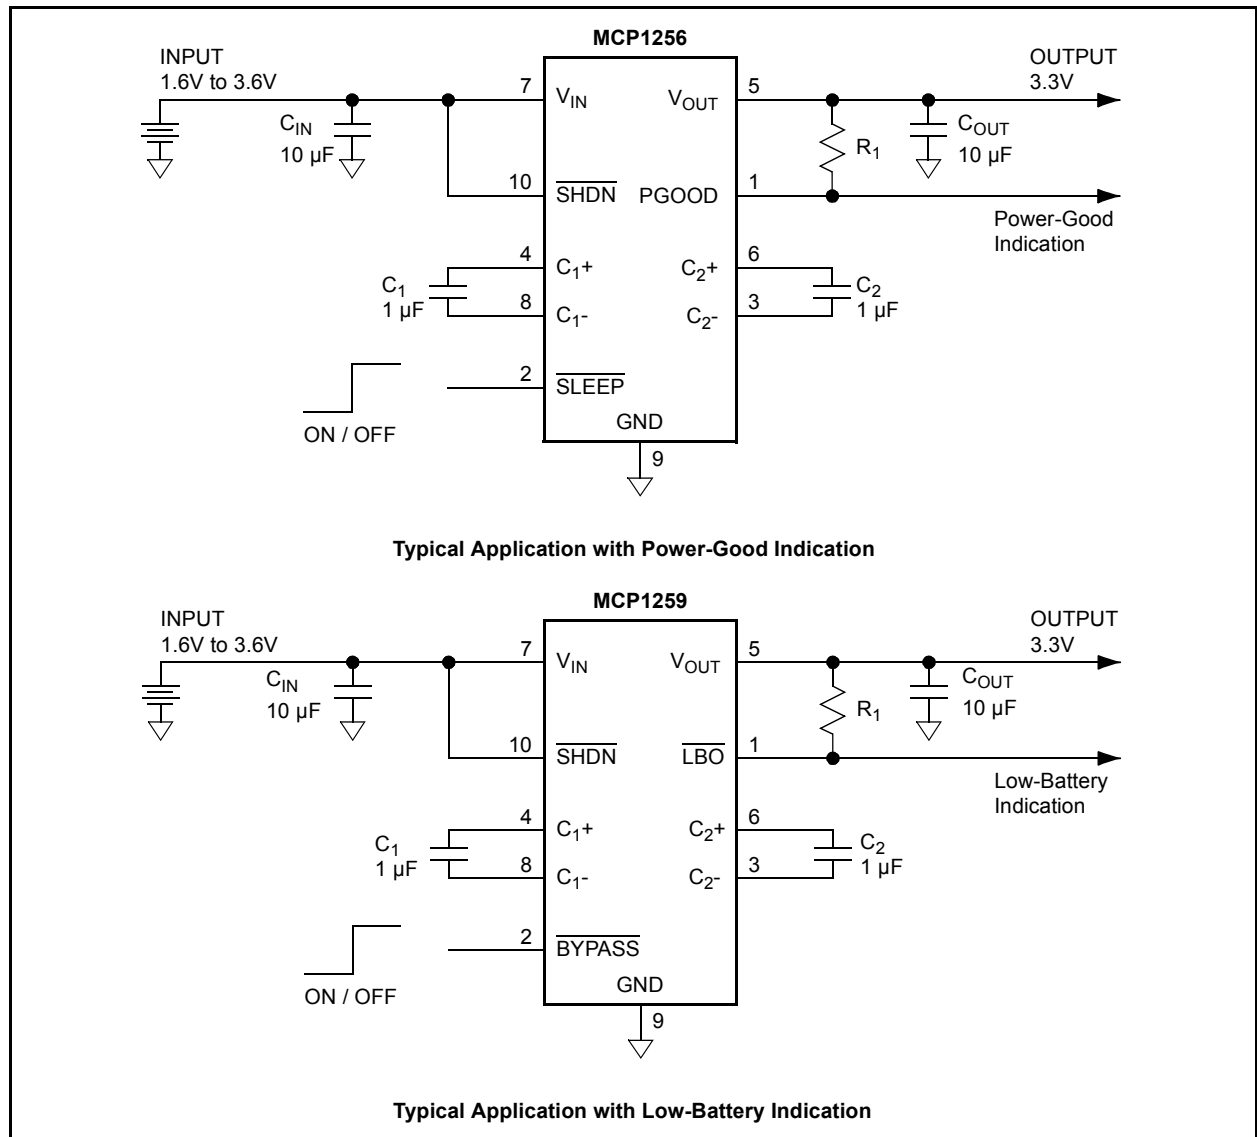 MCP1256
INPUT
1.6V to 3.6V
OUTPUT
3.3V
7 VIN
VOUT 5
CIN
10 µF
COUT
10 µF
R1
10 SHDN
PGOOD 1
Power-Good
Indication
4 C1+
C2+ 6
C1
1 µF
C2
1 µF
8 C1-
C2- 3
2 SLEEP
ON / OFF
GND
9
Typical Application with Power-Good Indication
MCP1259
INPUT
1.6V to 3.6V
OUTPUT
3.3V
7 VIN
VOUT 5
CIN
10 µF
COUT
10 µF
R1
10 SHDN
LBO 1
Low-Battery
Indication
4 C1+
C2+ 6
C1
1 µF
C2
1 µF
8 C1-
C2- 3
2 BYPASS
ON / OFF
GND
9
Typical Application with Low-Battery Indication